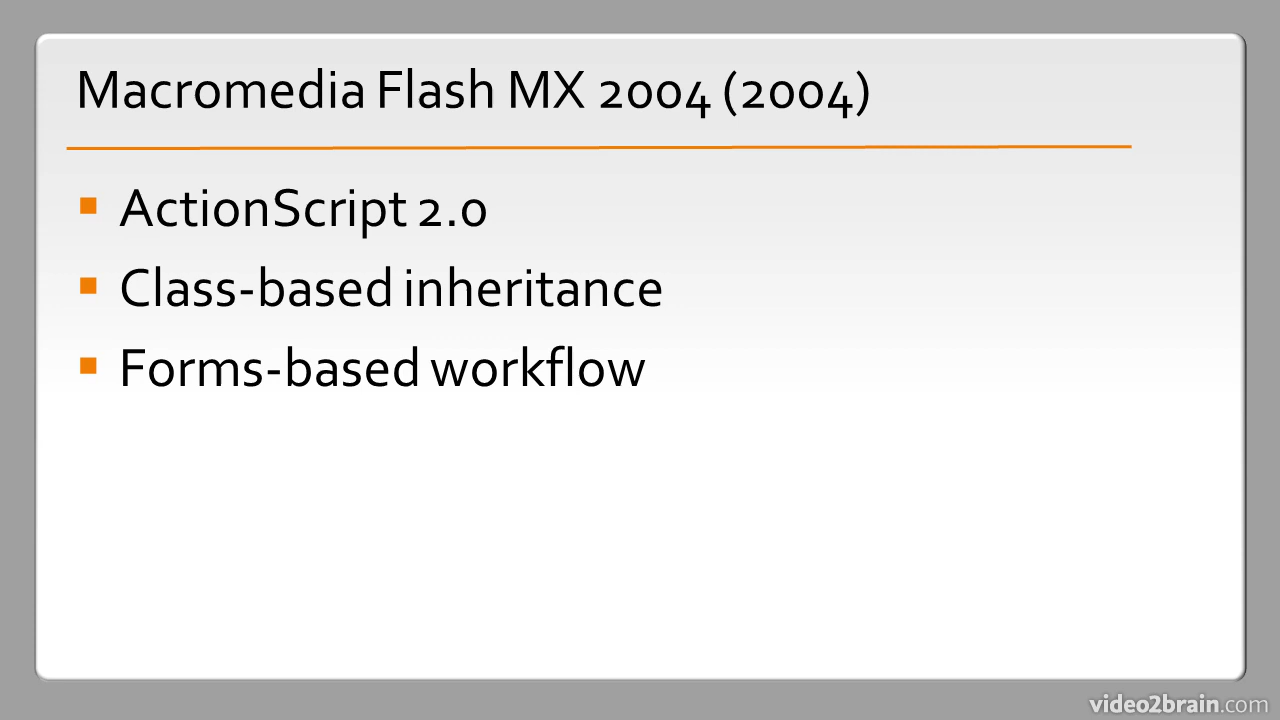 Macromedia Flash MX 2004 (2004)
ActionScript 2.0
Class-based inheritance
Forms-based workflow
video2brain.com